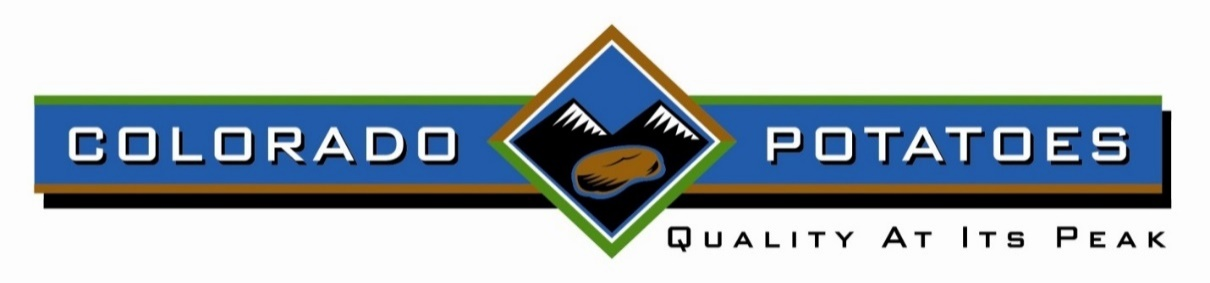 COLORADO POTATOES
QUALITY AT ITS PEAK